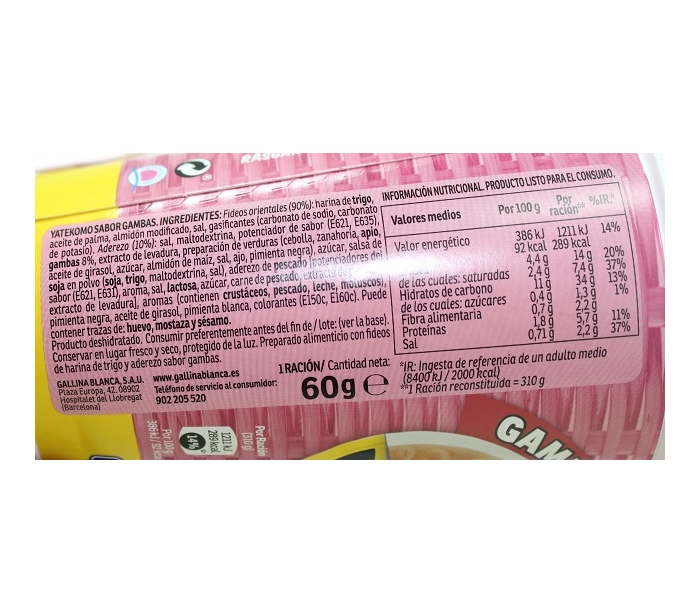 RASCAR
YATEKOMO SABOR GAMBAS. INGREDIENTES: Fideos orientales (90%): harina de trigo,
aceite de palma, almidón modificado, sal, gasificantes (carbonato de sodio, carbonato
de potasio). Aderezo (10%): sal, maltodextrina, potenciador de sabor (E621, E635),
gambas 8%, extracto de levadura, preparación de verduras (cebolla, zanahoria, apio,
aceite de girasol, azúcar, almidón de maíz, sal, ajo, pimienta negra), azúcar, salsa de
soja en polvo (soja, trigo, maltodextrina, sal), aderezo de pescado (potenciadores del
sabor (E621, E631), aroma, sal, lactosa, azúcar, carne de pescado, extracto de
extracto de levadura), aromas (contienen crustáceos, pescado, leche, moluscos),
pimienta negra, aceite de girasol, pimienta blanca, colorantes (E150c, E160c). Puede
contener trazas de: huevo, mostaza y sésamo.
Producto deshidratado. Consumir preferentemente antes del fin de / lote: (ver la base).
Conservar en lugar fresco y seco, protegido de la luz. Preparado alimenticio con fideos
de harina de trigo y aderezo sabor gambas.
GALLINA BLANCA, S.A.U.
Plaza Europa, 42. 08902
Hospitalet del Llobregat
(Barcelona)
www.gallinablanca.es
Teléfono de servicio al consumidor:
902 205 520
1 RACIÓN/ Cantidad neta:
60g e
INFORMACIÓN NUTRICIONAL. PRODUCTO LISTO PARA EL CONSUMO.
Valores medios Por 100 g Por ración** %IR*
Valor energético 386 kJ 1211 kJ 14%
92 kcal 289 kcal
4,4 g 14 g 20%
de las cuales: saturadas 2,4 g 7,4 g 37%
Hidratos de carbono 11 g 34 g 13%
de los cuales: azúcares 0,4 g 1,3 g 1%
Fibra alimentaria 0,7 g 2,2 g
Proteínas 1,8 g 5,7 g 11%
Sal 0,71 g 2,2 g 37%
*IR: Ingesta de referencia de un adulto medio
(8400 kJ / 2000 kcal)
**1 Ración reconstituida = 310 g
Por Ración
(310g)
1211 kJ
289 kcal
14%*
Por 100 g
386 kJ / 92 kcal
GAM